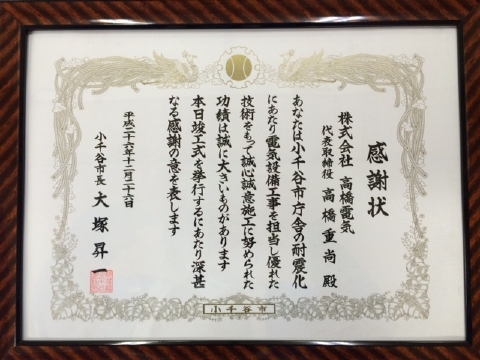 感謝状
株式会社 高橋電気
代表取締役 高橋重尚 殿
あなたは小千谷市庁舎の耐震化
にあたり電気設備工事を担当し優れた
技術をもって誠心誠意施工に努められた
功績は誠に大きいものがあります
本日竣工式を挙行するにあたり深甚
なる感謝の意を表します
平成二十六年十二月二十六日
小千谷市長 大塚昇一
小千谷市